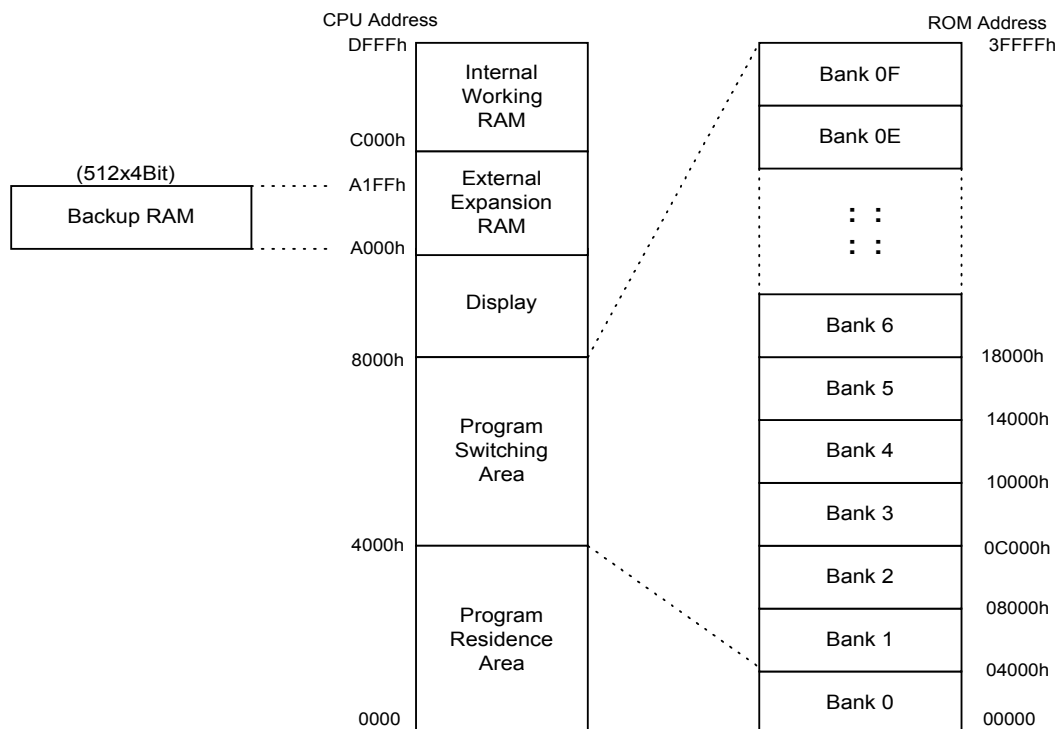 CPU Address
ROM Address
DFFFh
3FFFFh
Internal
Working
RAM
Bank 0F
Bank 0E
C000h
(512x4Bit)
Backup RAM
A1FFh
A000h
External
Expansion
RAM
: :
: :
Display
Bank 6
8000h
18000h
Bank 5
14000h
Program
Switching
Area
Bank 4
10000h
Bank 3
4000h
0C000h
Bank 2
08000h
Program
Residence
Area
Bank 1
04000h
Bank 0
0000
00000